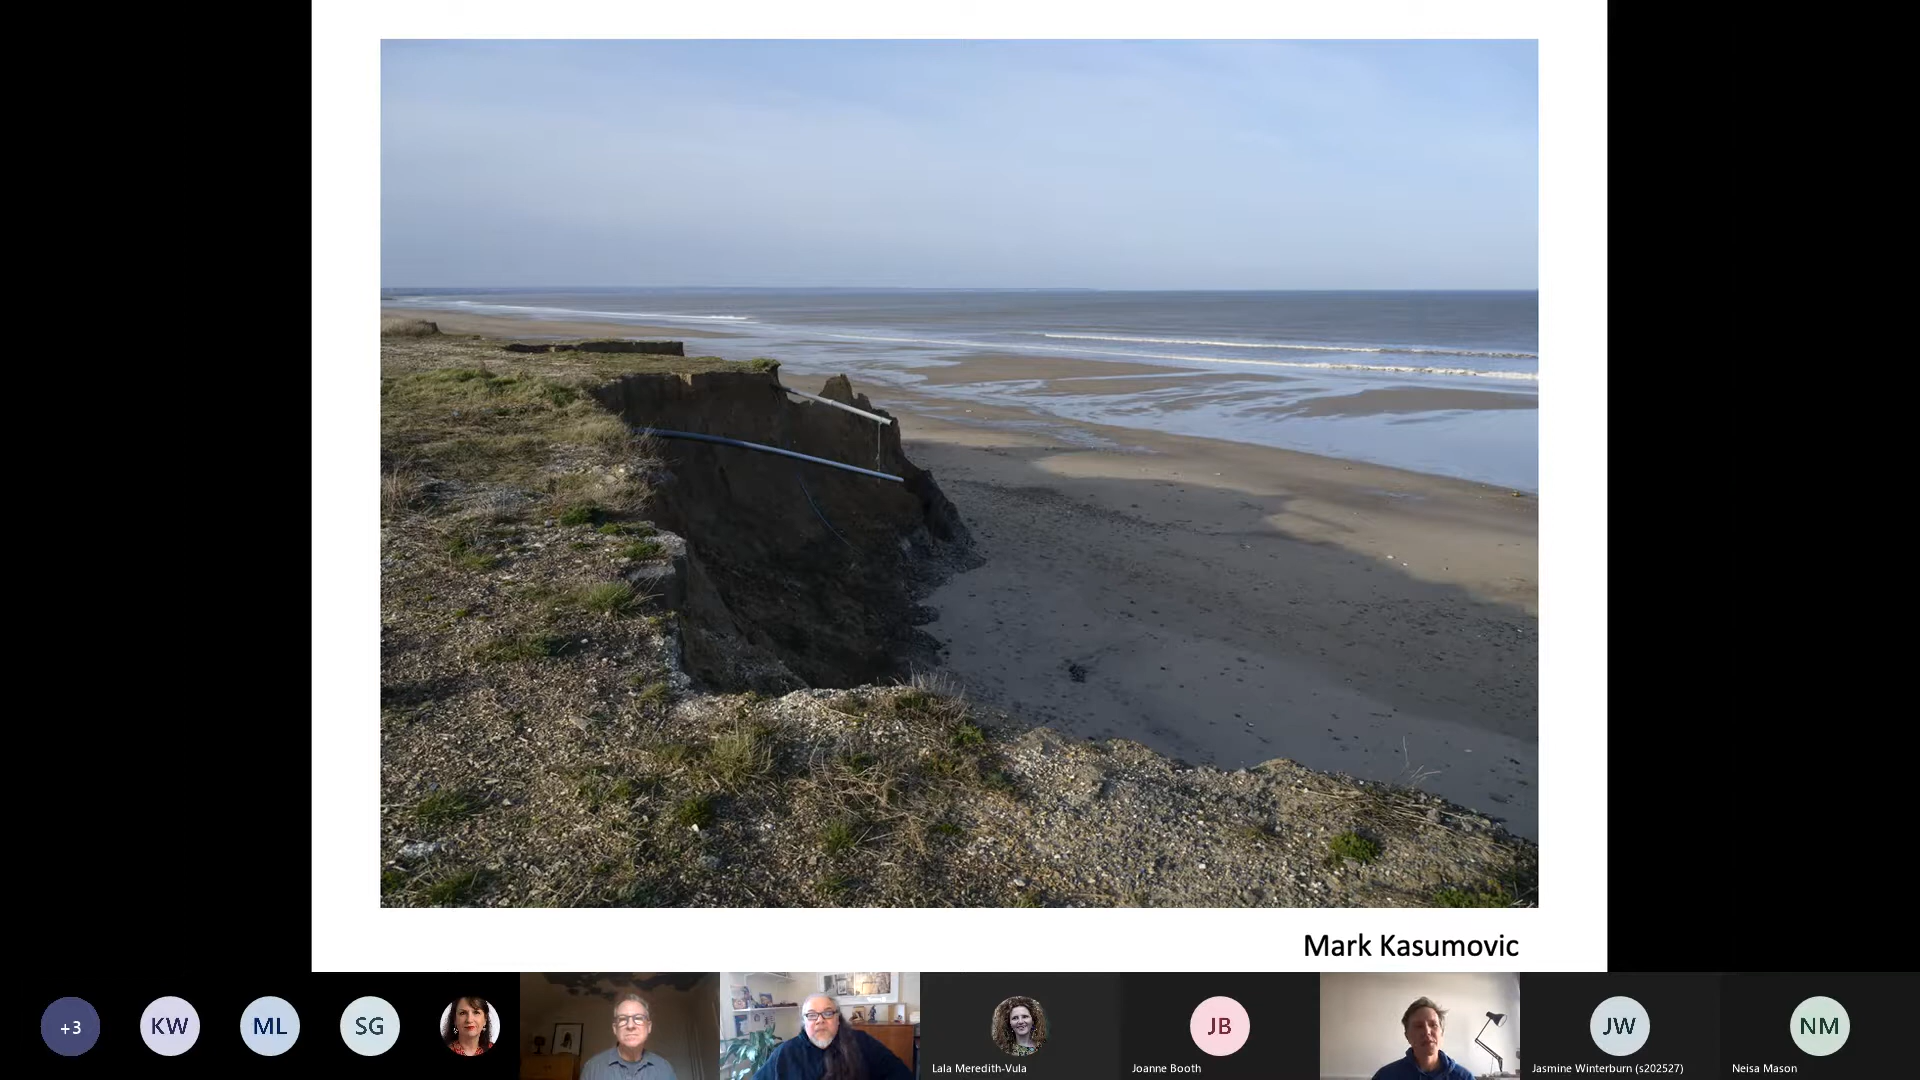 Mark Kasumovic
+3
KW
ML
SG
Lala Meredith-Vula
JB
Joanne Booth
JW
Jasmine Winterburn (s202527)
NM
Neisa Mason